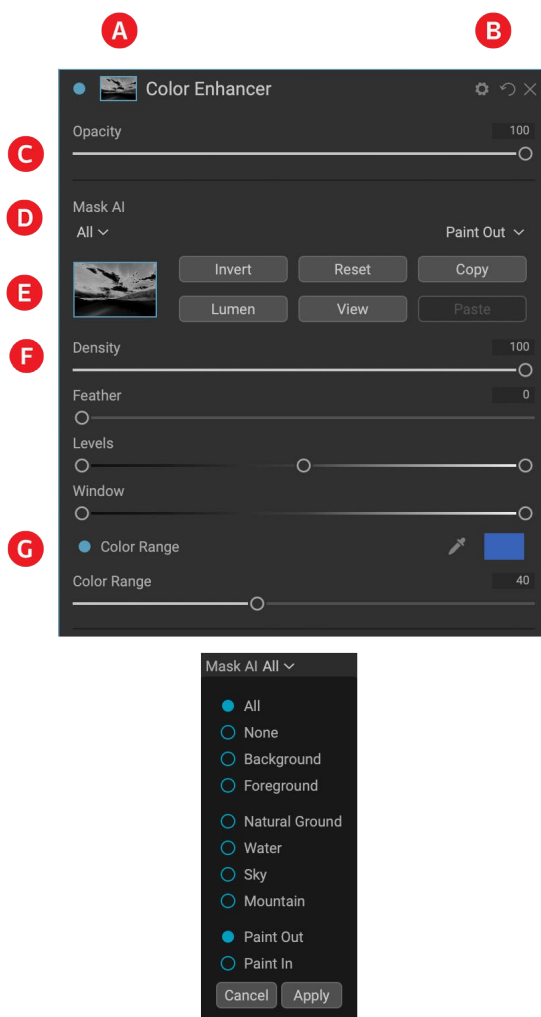 A B
Color Enhancer
C Opacity 100
D Mask AI
All Paint Out
E Invert Reset Copy
Lumen View Paste
F Density 100
Feather 0
Levels
Window
G Color Range
Color Range 40
Mask AI All
All
None
Background
Foreground
Natural Ground
Water
Sky
Mountain
Paint Out
Paint In
Cancel Apply